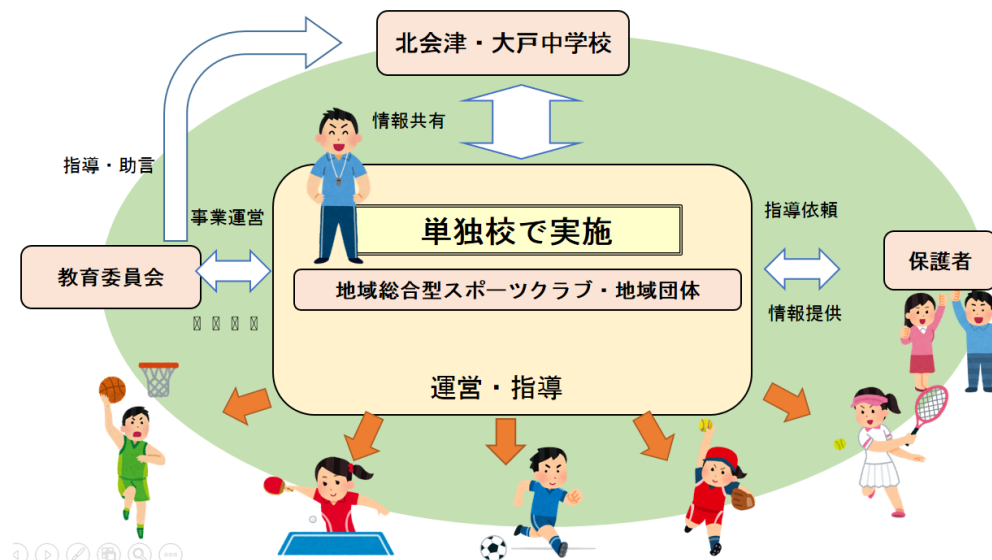 北会津・大戸中学校
情報共有
指導・助言
事業運営
単独校で実施
指導依頼
教育委員会
地域総合型スポーツクラブ・地域団体
保護者
情報提供
運営・指導